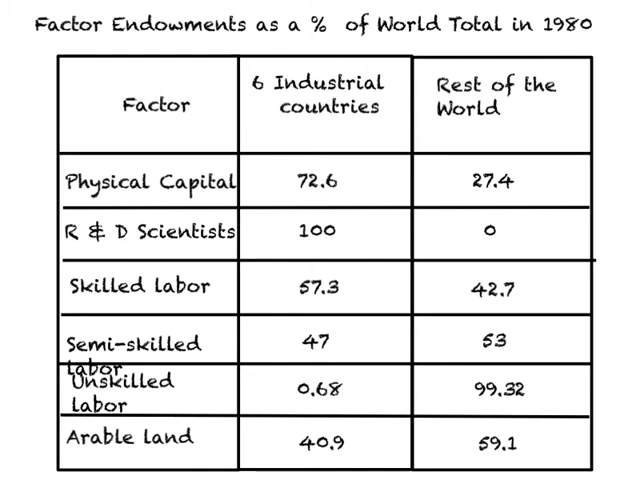 Factor Endowments as a % of World Total in 1980
Factor
6 Industrial
countries
Rest of the
World
Physical Capital 72.6 27.4
R & D Scientists 100 0
Skilled labor 57.3 42.7
Semi-skilled
labor
47 53
Unskilled
labor
0.68 99.32
Arable land 40.9 59.1